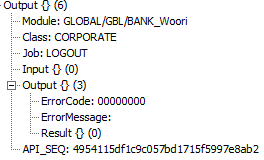 Output {} (6)
Module: GLOBAL/GBL/BANK_Woori
Class: CORPORATE
Job: LOGOUT
Input {} (0)
Output {} (3)
ErrorCode: 00000000
ErrorMessage:
Result {} (0)
API_SEQ: 4954115df1c9c057bd1715f5997e8ab2